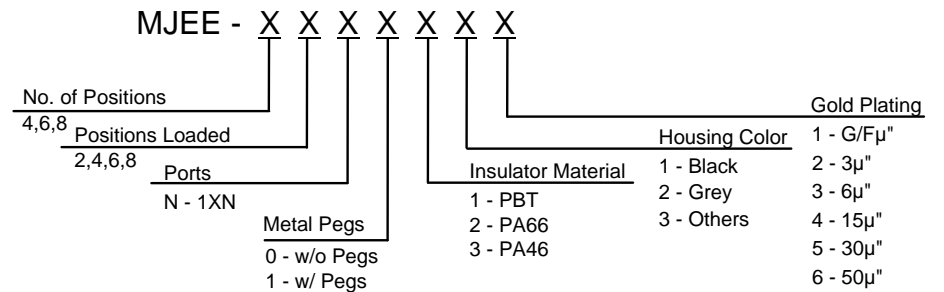 MJEE - X X X X X X X
No. of Positions
4,6,8
Positions Loaded
2,4,6,8
Ports
N - 1XN
Metal Pegs
0 - w/o Pegs
1 - w/ Pegs
Insulator Material
1 - PBT
2 - PA66
3 - PA46
Housing Color
1 - Black
2 - Grey
3 - Others
Gold Plating
1 - G/Fµ"
2 - 3µ"
3 - 6µ"
4 - 15µ"
5 - 30µ"
6 - 50µ"